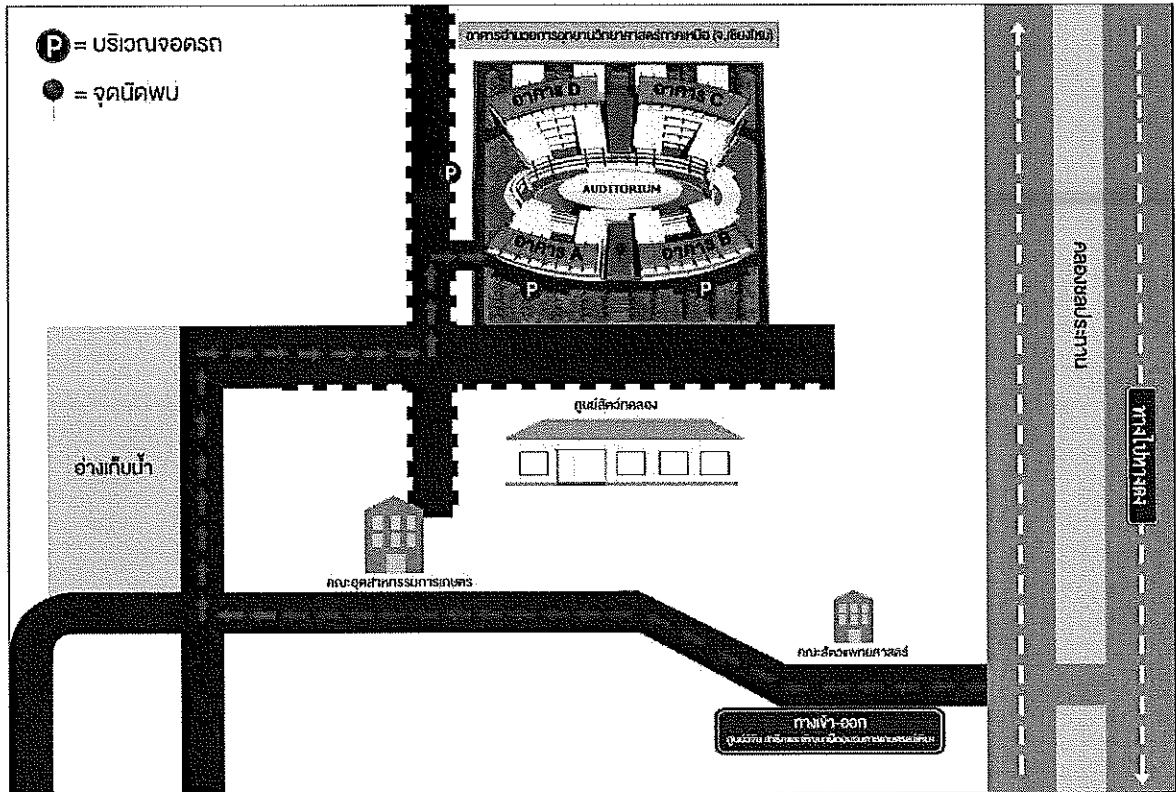 P = บริเวณจอดรถ
= จุดนัดพบ
อาคารอำนวยการอุทยานวิทยาศาสตร์ภาคเหนือ (จ.เชียงใหม่)
อาคาร D
อาคาร C
P
AUDITORIUM
อาคาร A
อาคาร B
P
P
คลองชลประทาน
ทางไปหางดง
ศูนย์สัตว์ทดลอง
อ่างเก็บน้ำ
คณะอุตสาหกรรมการเกษตร
คณะสัตวแพทยศาสตร์
ทางเข้า-ออก